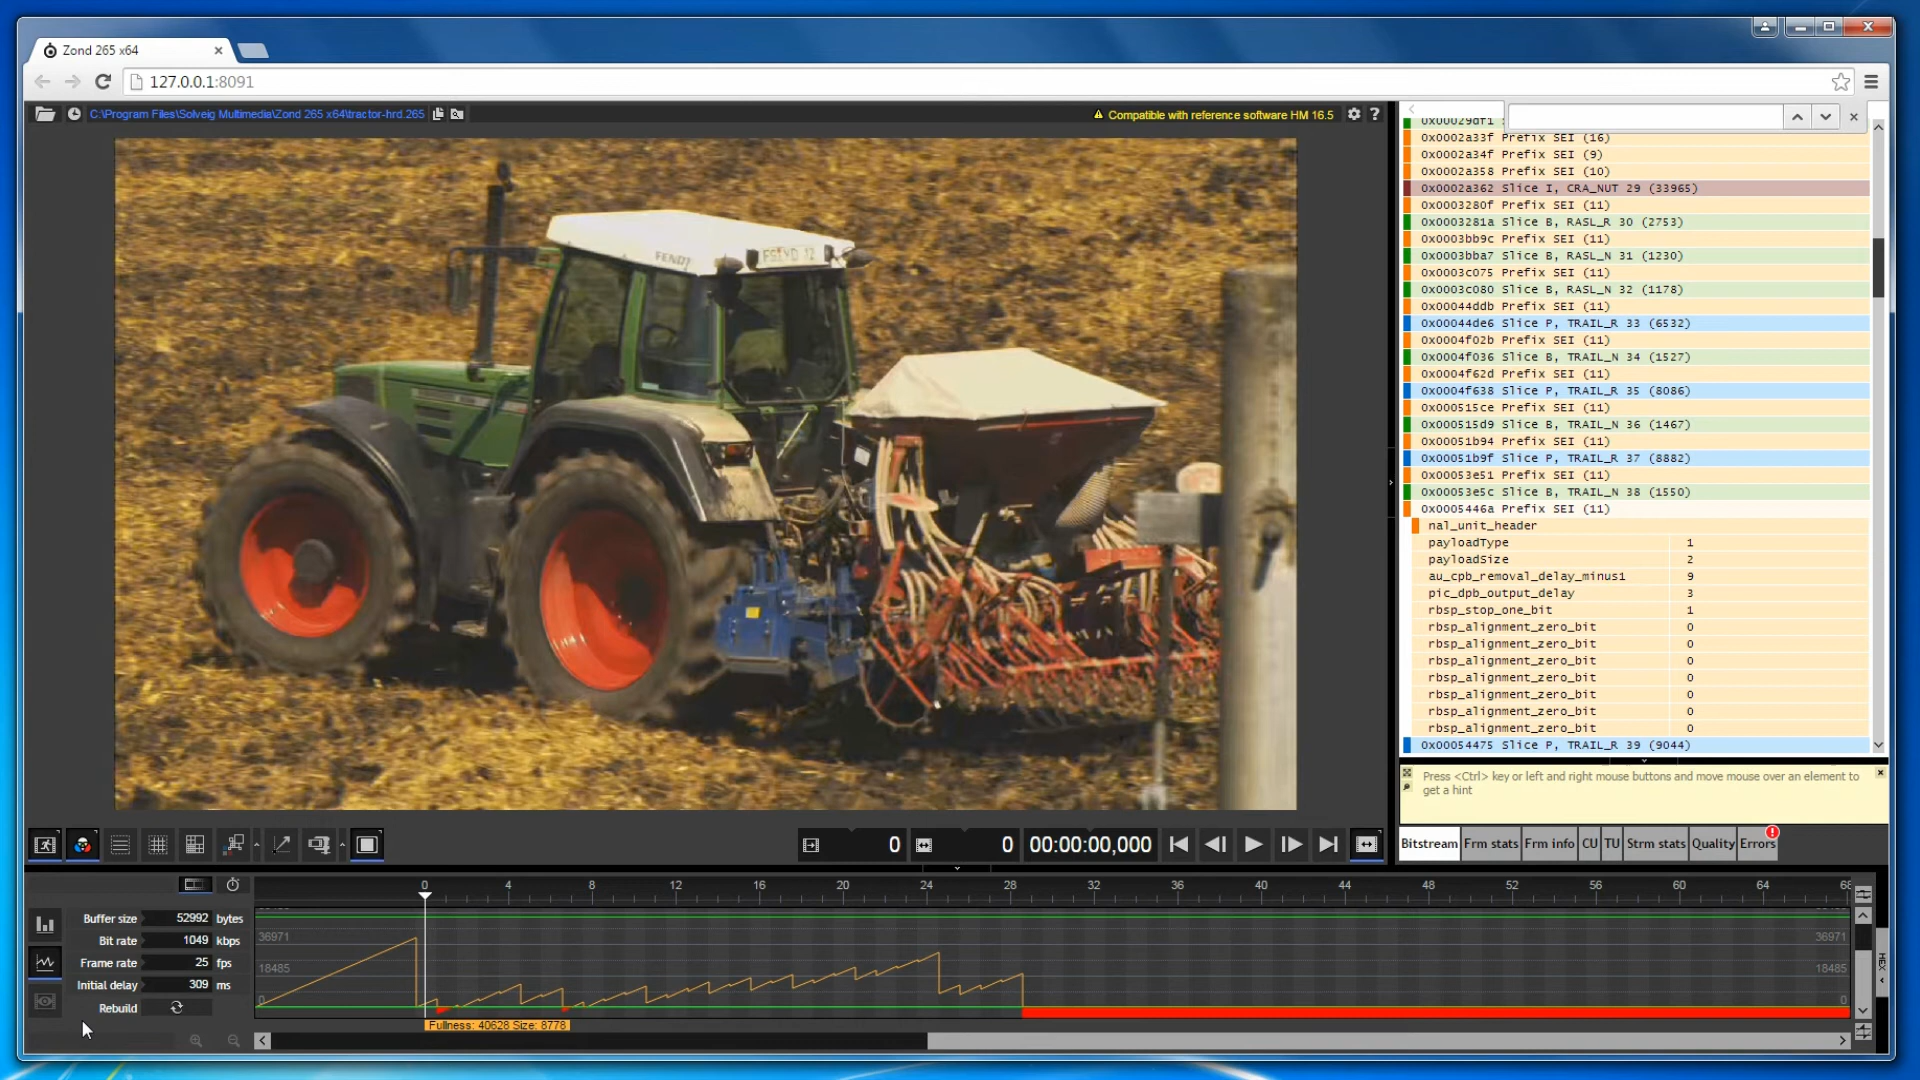 Zond 265 x64
127.0.0.1:8091
C:\Program Files\Solveig Multimedia\Zond 265 x64\tractor-hrd.265
Compatible with reference software HM 16.5
?
FENDT
0x00029df1
0x0002a33f Prefix SEI (16)
0x0002a34f Prefix SEI (9)
0x0002a358 Prefix SEI (10)
0x0002a362 Slice I, CRA_NUT 29 (33965)
0x0003280f Prefix SEI (11)
0x0003281a Slice B, RASL_R 30 (2753)
0x0003bb9c Prefix SEI (11)
0x0003bba7 Slice B, RASL_N 31 (1230)
0x0003c075 Prefix SEI (11)
0x0003c080 Slice B, RASL_N 32 (1178)
0x00044ddb Prefix SEI (11)
0x00044de6 Slice P, TRAIL_R 33 (6532)
0x0004f02b Prefix SEI (11)
0x0004f036 Slice B, TRAIL_N 34 (1527)
0x0004f62d Prefix SEI (11)
0x0004f638 Slice P, TRAIL_R 35 (8086)
0x000515ce Prefix SEI (11)
0x000515d9 Slice B, TRAIL_N 36 (1467)
0x00051b94 Prefix SEI (11)
0x00051b9f Slice P, TRAIL_R 37 (8882)
0x00053e51 Prefix SEI (11)
0x00053e5c Slice B, TRAIL_N 38 (1550)
0x0005446a Prefix SEI (11)
nal_unit_header
payloadType 1
payloadSize 2
au_cpb_removal_delay_minus1 9
pic_dpb_output_delay 3
rbsp_stop_one_bit 1
rbsp_alignment_zero_bit 0
rbsp_alignment_zero_bit 0
rbsp_alignment_zero_bit 0
rbsp_alignment_zero_bit 0
rbsp_alignment_zero_bit 0
rbsp_alignment_zero_bit 0
rbsp_alignment_zero_bit 0
0x00054475 Slice P, TRAIL_R 39 (9044)
Press <Ctrl> key or left and right mouse buttons and move mouse over an element to
get a hint
0 0 00:00:00,000
Bitstream Frm stats Frm info CU TU Strm stats Quality Errors
0 4 8 12 16 20 24 28 32 36 40 44 48 52 56 60 64 68
Buffer size 52992 bytes
Bit rate 1049 kbps
Frame rate 25 fps
Initial delay 309 ms
Rebuild
36971 36971
18485 18485
0 0
Fullness: 40628 Size: 8778
HEX